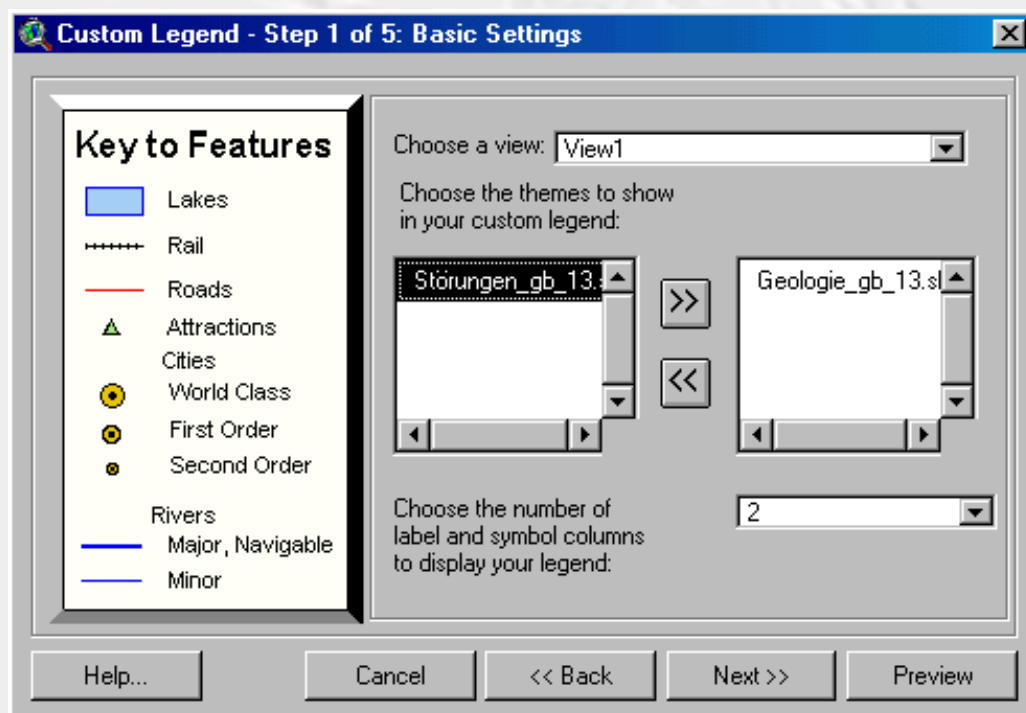 Custom Legend - Step 1 of 5: Basic Settings
Key to Features
Lakes
Rail
Roads
Attractions
Cities
World Class
First Order
Second Order
Rivers
Major, Navigable
Minor
Choose a view: View1
Choose the themes to show
in your custom legend:
Störungen_gb_13.s
>>
<<
Geologie_gb_13.sl
Choose the number of
label and symbol columns
to display your legend:
2
Help...
Cancel
<< Back
Next >>
Preview